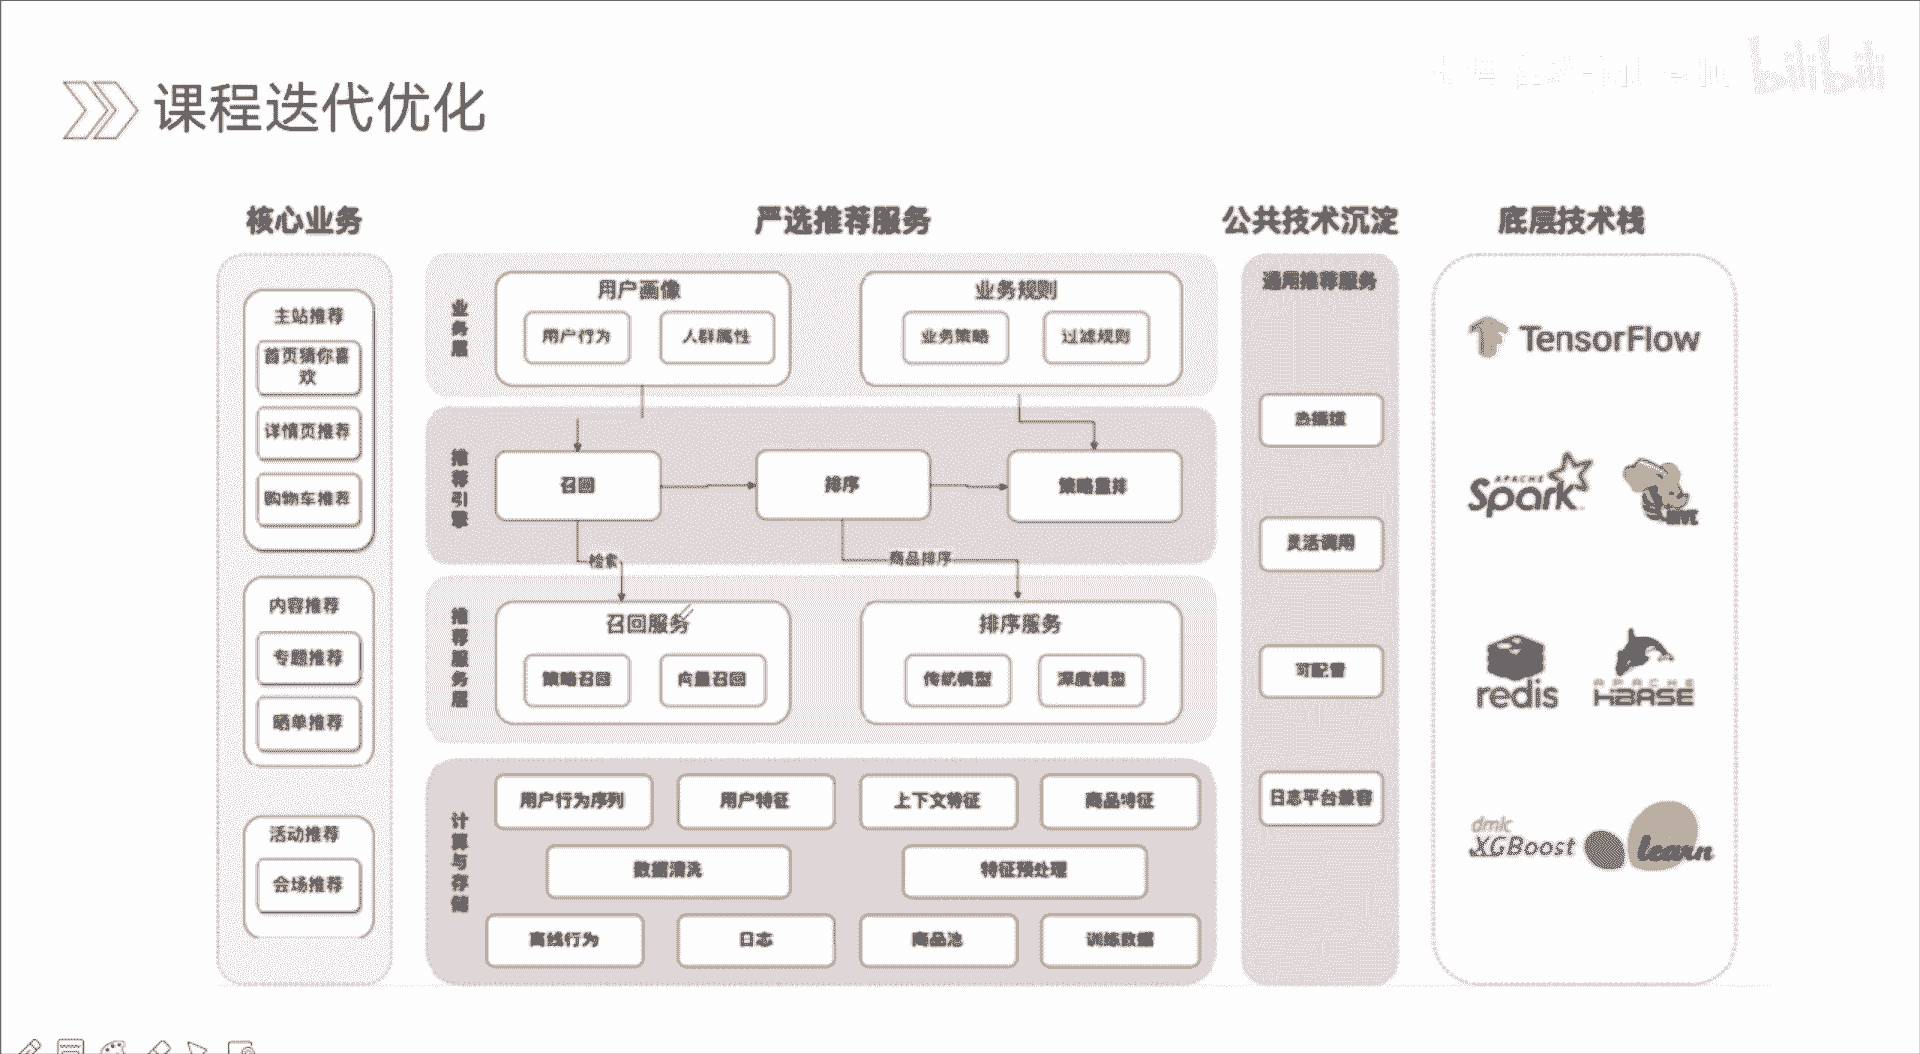 bilibili
课程迭代优化
核心业务
严选推荐服务
公共技术沉淀
底层技术栈
主站推荐
首页猜你喜
欢
详情页推荐
购物车推荐
内容推荐
专题推荐
晒单推荐
活动推荐
会场推荐
业务层
用户画像
用户行为
人群属性
业务规则
业务策略
过滤规则
推荐引擎
召回
排序
策略重排
检索
商品排序
推荐服务层
召回服务
策略召回
向量召回
排序服务
传统模型
深度模型
计算与存储
用户行为序列
用户特征
上下文特征
商品特征
数据清洗
特征预处理
离线行为
日志
商品池
训练数据
通用推荐服务
热插拔
灵活调用
可配置
日志平台兼容
TensorFlow
APACHE
Spark
HIVE
redis
APACHE
HBASE
dmlc
XGBoost
learn